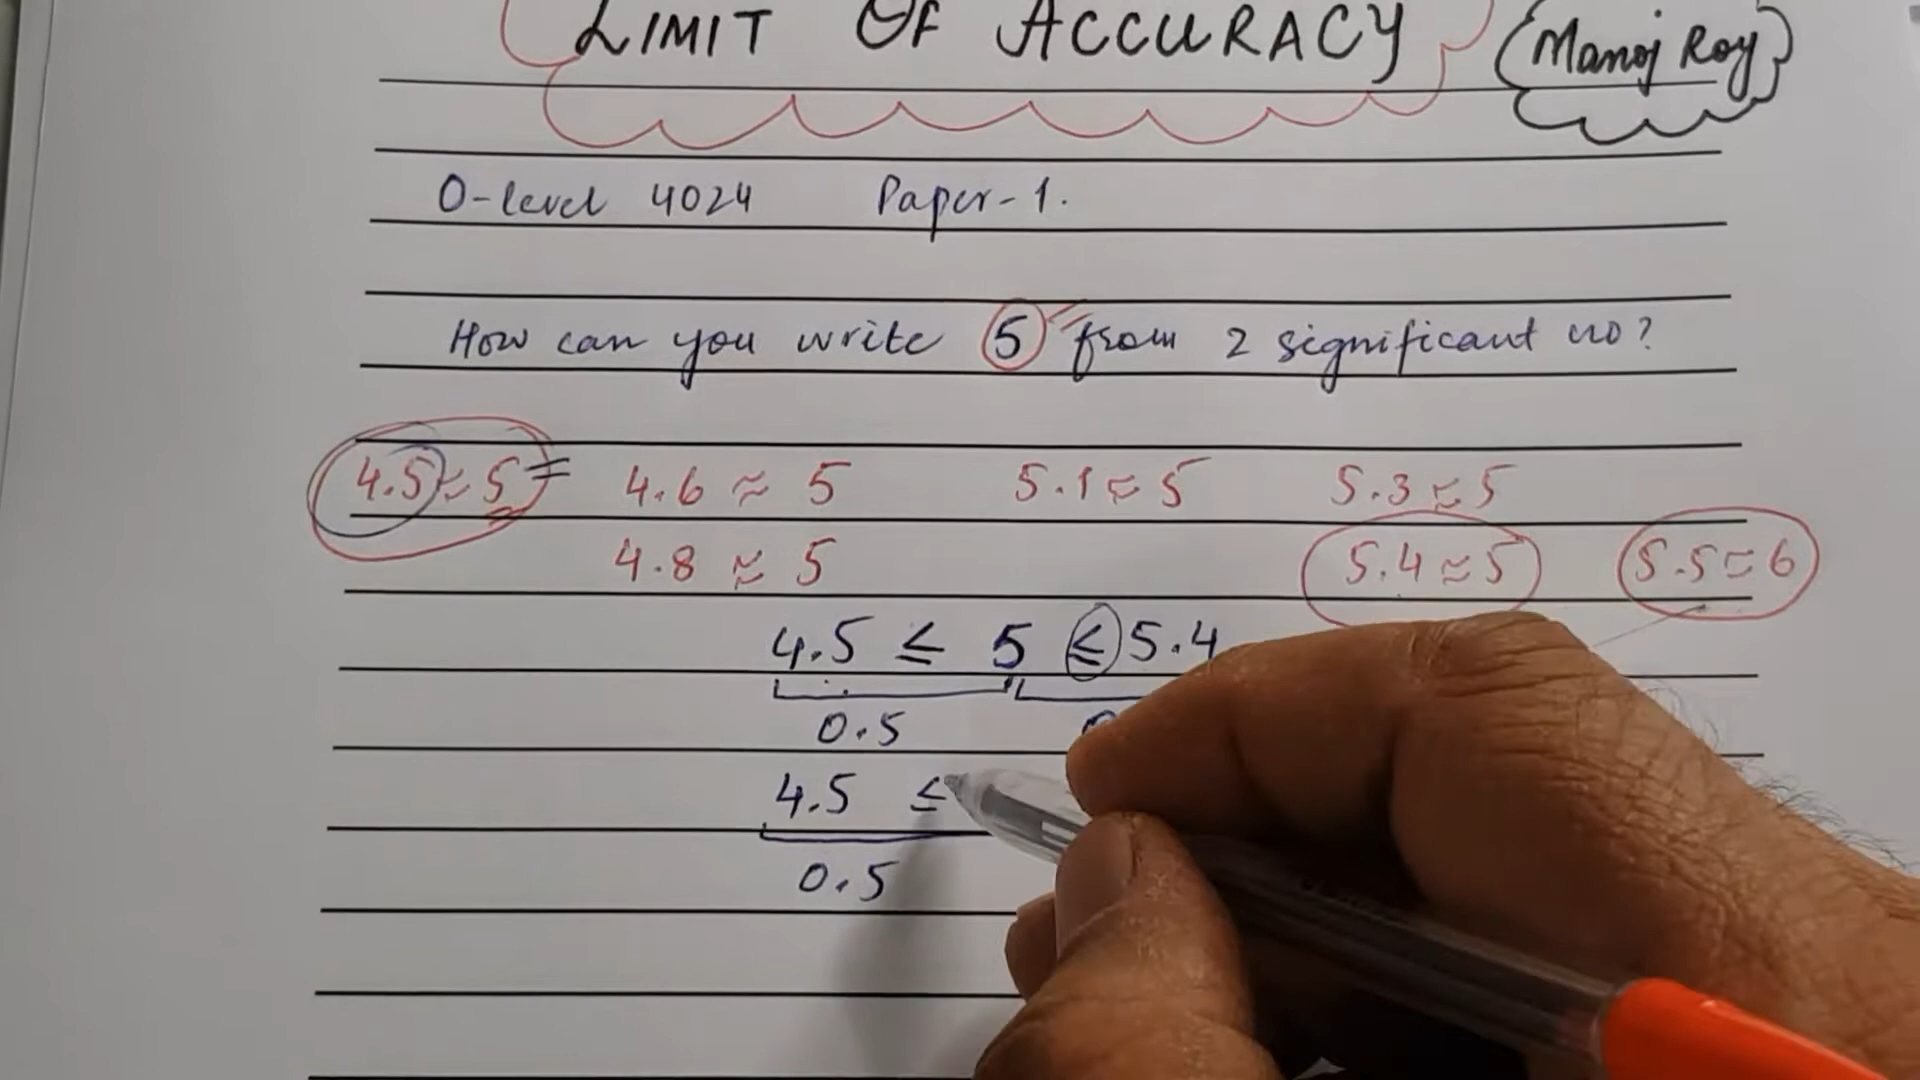 LIMIT OF ACCURACY (Manoj Roy)
O-level 4024 Paper-1.
How can you write 5 from 2 significant no?
4.5 ≈ 5 = 4.6 ≈ 5 5.1 ≈ 5 5.3 ≈ 5
4.8 ≈ 5 5.4 ≈ 5 5.5 ≈ 6
4.5 ≤ 5 ≤ 5.4
0.5
4.5 ≤
0.5